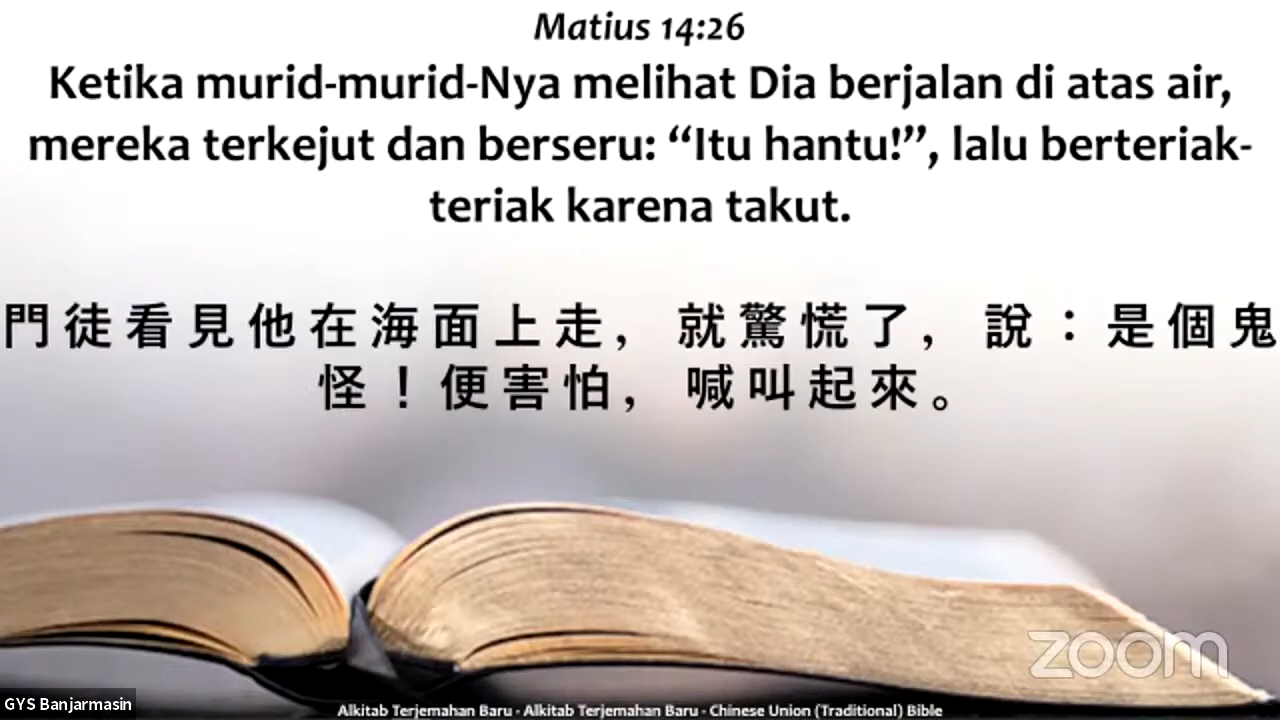 Matius 14:26
Ketika murid-murid-Nya melihat Dia berjalan di atas air,
mereka terkejut dan berseru: “Itu hantu!”, lalu berteriak-
teriak karena takut.
門徒看見他在海面上走，就驚慌了，說：是個鬼
怪！便害怕，喊叫起來。
zoom
GYS Banjarmasin
Alkitab Terjemahan Baru - Alkitab Terjemahan Baru - Chinese Union (Traditional) Bible